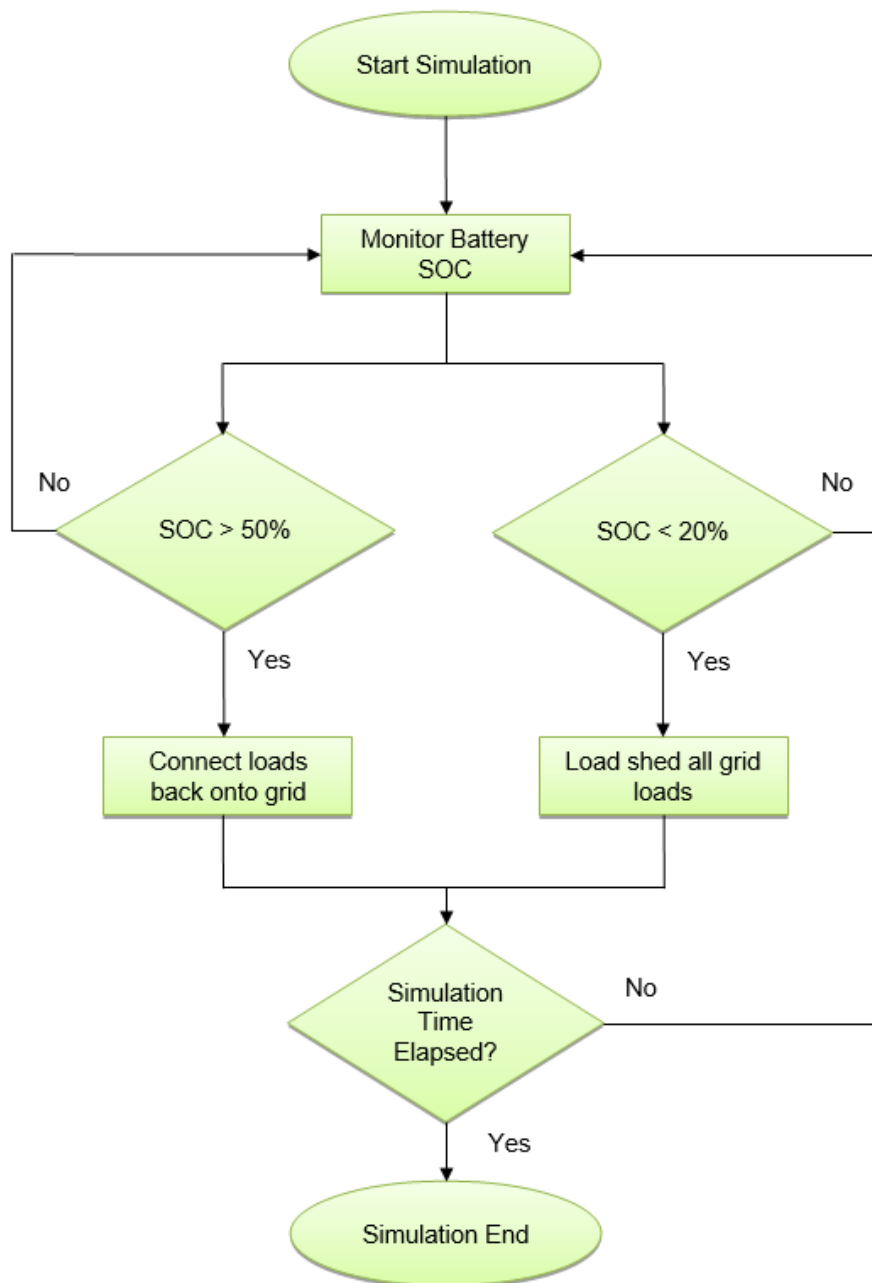 Start Simulation
Monitor Battery
SOC
No
SOC > 50%
SOC < 20%
No
Yes
Yes
Connect loads
back onto grid
Load shed all grid
loads
Simulation
Time
Elapsed?
No
Yes
Simulation End